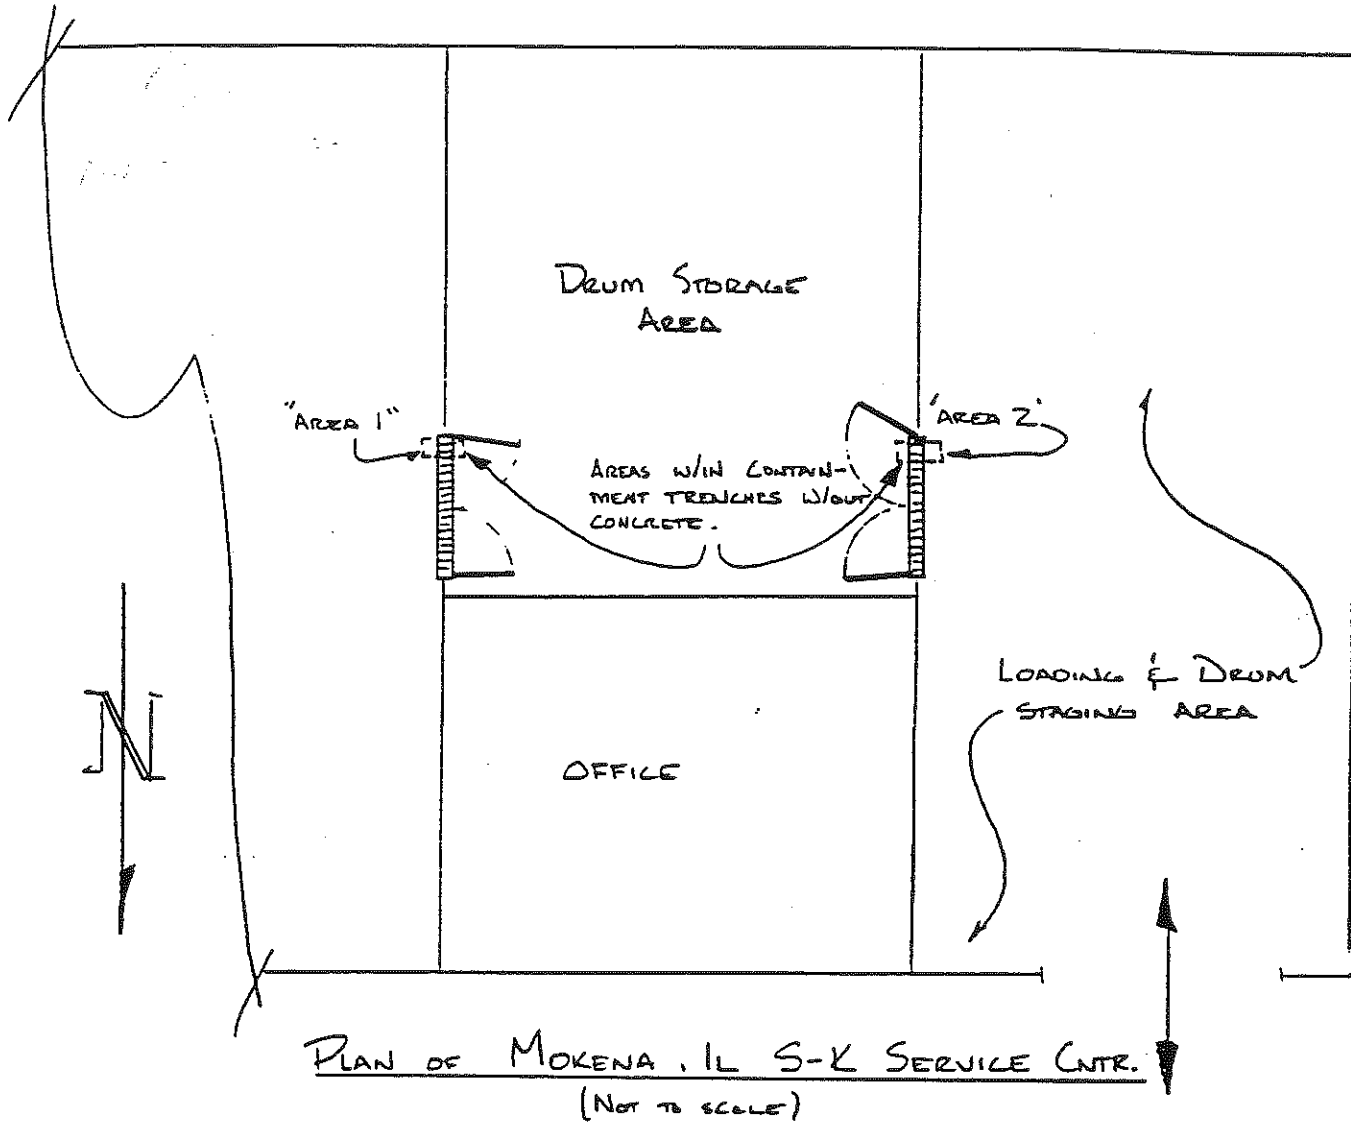 DRUM STORAGE
AREA
"AREA 1"
'AREA 2'
AREAS W/IN CONTAIN-
MENT TRENCHES W/OUT
CONCRETE.
N
LOADING & DRUM
STAGING AREA
OFFICE
PLAN OF MOKENA, IL S-K SERVICE CNTR.
(NOT TO SCALE)